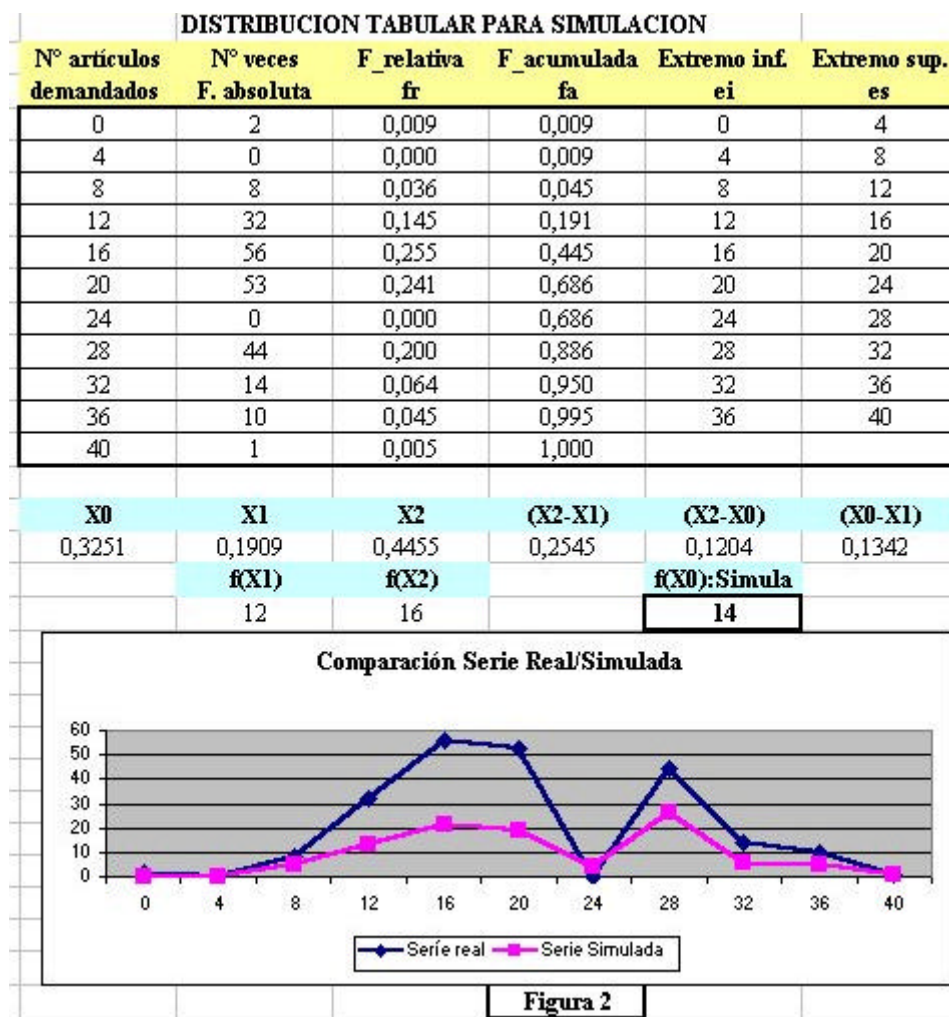 DISTRIBUCION TABULAR PARA SIMULACION
N° artículos N° veces F_relativa F_acumulada Extremo inf. Extremo sup.
demandados F. absoluta fr fa ei es
0 2 0,009 0,009 0 4
4 0 0,000 0,009 4 8
8 8 0,036 0,045 8 12
12 32 0,145 0,191 12 16
16 56 0,255 0,445 16 20
20 53 0,241 0,686 20 24
24 0 0,000 0,686 24 28
28 44 0,200 0,886 28 32
32 14 0,064 0,950 32 36
36 10 0,045 0,995 36 40
40 1 0,005 1,000
X0 X1 X2 (X2-X1) (X2-X0) (X0-X1)
0,3251 0,1909 0,4455 0,2545 0,1204 0,1342
f(X1) f(X2) f(X0):Simula
12 16 14
Comparación Serie Real/Simulada
60
50
40
30
20
10
0
0 4 8 12 16 20 24 28 32 36 40
Seríe real Serie Simulada
Figura 2